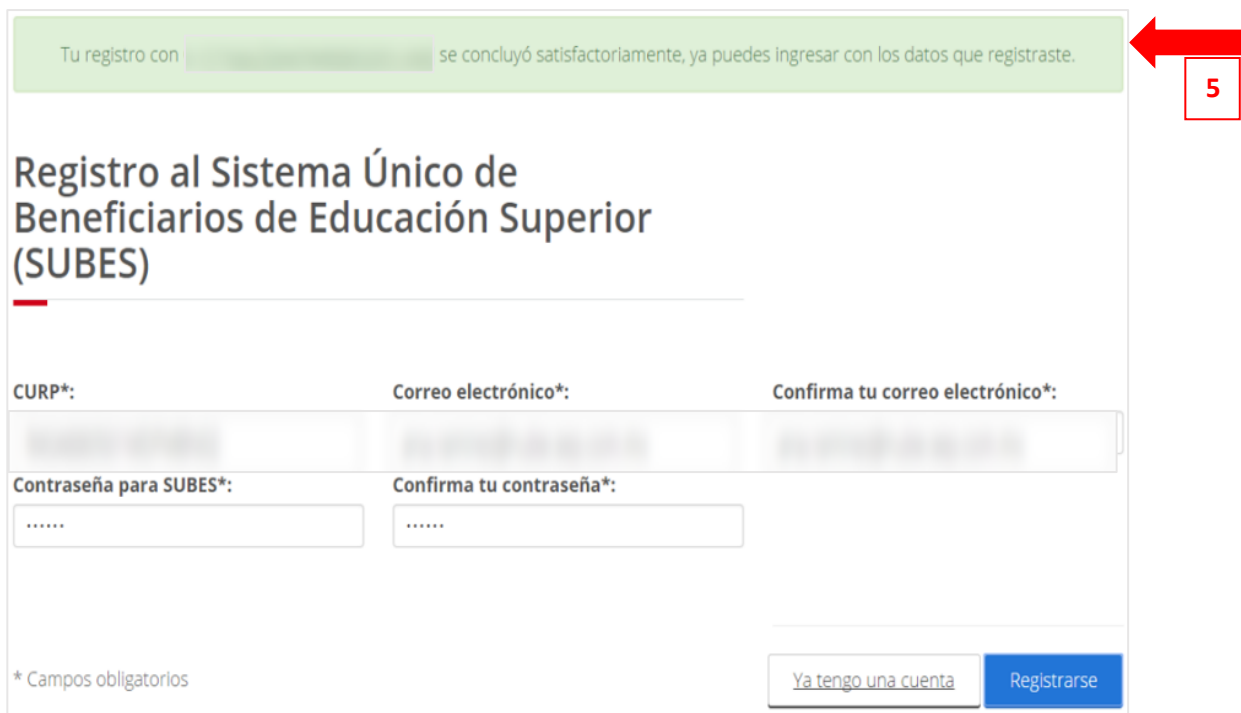 Tu registro con se concluyó satisfactoriamente, ya puedes ingresar con los datos que registraste.
5
Registro al Sistema Único de
Beneficiarios de Educación Superior
(SUBES)
CURP*:
Correo electrónico*:
Confirma tu correo electrónico*:
Contraseña para SUBES*:
Confirma tu contraseña*:
......
......
* Campos obligatorios
Ya tengo una cuenta
Registrarse